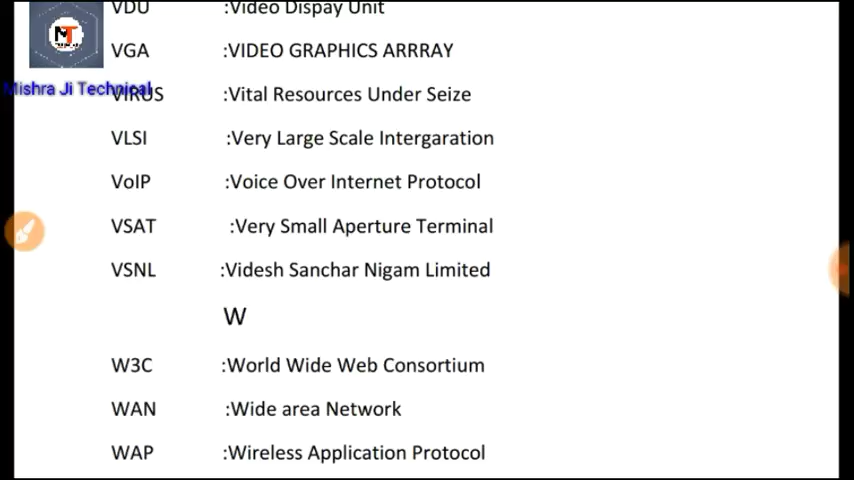 VDU :Video Dispay Unit
MT
VGA :VIDEO GRAPHICS ARRRAY
Mishra Ji Technical
VIRUS :Vital Resources Under Seize
VLSI :Very Large Scale Intergaration
VoIP :Voice Over Internet Protocol
VSAT :Very Small Aperture Terminal
VSNL :Videsh Sanchar Nigam Limited
W
W3C :World Wide Web Consortium
WAN :Wide area Network
WAP :Wireless Application Protocol